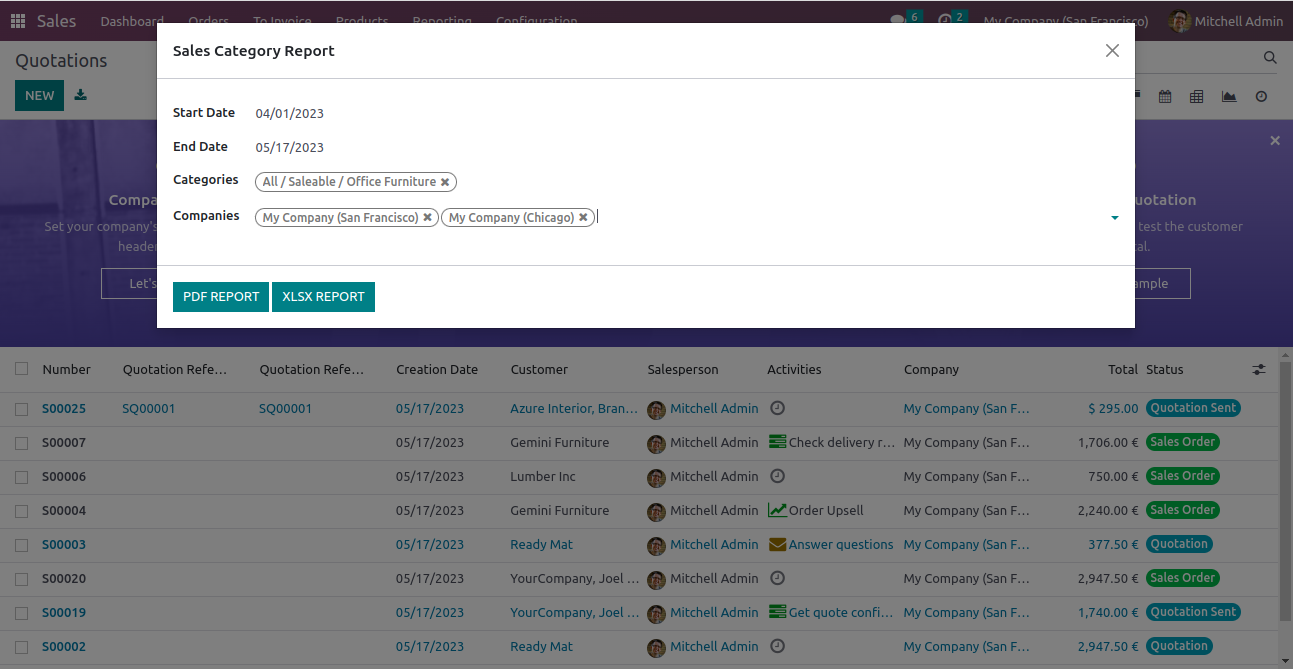 Sales Dashboard Orders To Invoice Products Reporting Configuration 6 2 My Company (San Francisco) Mitchell Admin
Quotations
NEW
Sales Category Report
Start Date 04/01/2023
End Date 05/17/2023
Categories All / Saleable / Office Furniture
Companies My Company (San Francisco) My Company (Chicago)
PDF REPORT XLSX REPORT
Set your company's
heade
Let's
test the customer
Number Quotation Refe... Quotation Refe... Creation Date Customer Salesperson Activities Company Total Status
S00025 SQ00001 SQ00001 05/17/2023 Azure Interior, Bran... Mitchell Admin My Company (San F... $ 295.00 Quotation Sent
S00007 05/17/2023 Gemini Furniture Mitchell Admin Check delivery r... My Company (San F... 1,706.00 € Sales Order
S00006 05/17/2023 Lumber Inc Mitchell Admin My Company (San F... 750.00 € Sales Order
S00004 05/17/2023 Gemini Furniture Mitchell Admin Order Upsell My Company (San F... 2,240.00 € Sales Order
S00003 05/17/2023 Ready Mat Mitchell Admin Answer questions My Company (San F... 377.50 € Quotation
S00020 05/17/2023 YourCompany, Joel ... Mitchell Admin My Company (San F... 2,947.50 € Sales Order
S00019 05/17/2023 YourCompany, Joel ... Mitchell Admin Get quote confi... My Company (San F... 1,740.00 € Quotation Sent
S00002 05/17/2023 Ready Mat Mitchell Admin My Company (San F... 2,947.50 € Quotation